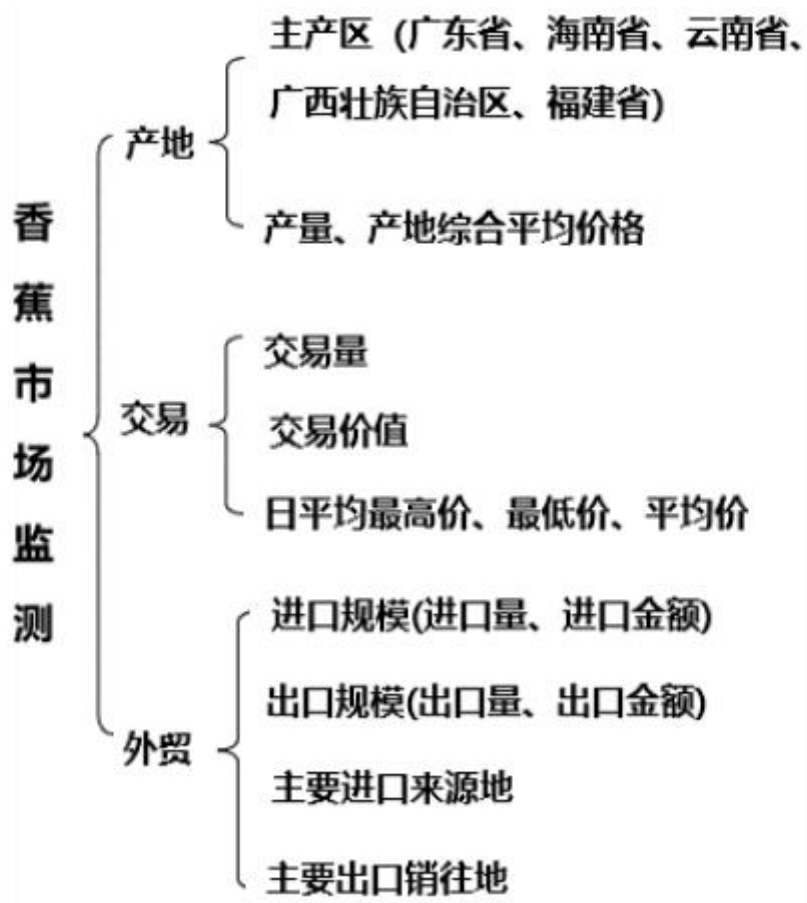 香蕉市场监测
产地
主产区（广东省、海南省、云南省、
广西壮族自治区、福建省）
产量、产地综合平均价格
交易
交易量
交易价值
日平均最高价、最低价、平均价
外贸
进口规模(进口量、进口金额)
出口规模(出口量、出口金额)
主要进口来源地
主要出口销往地